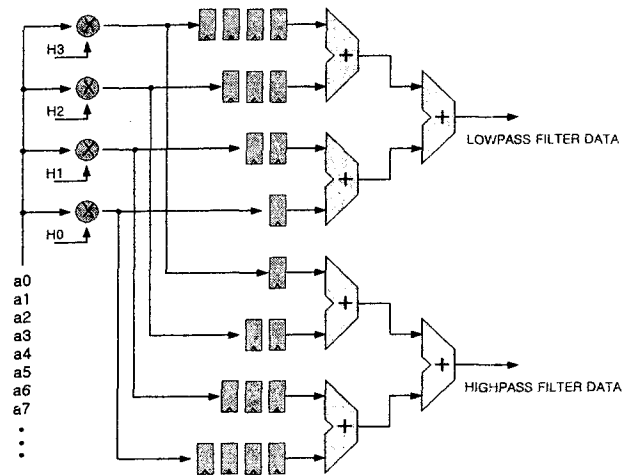 X
H3
X
H2
X
H1
X
H0
a0
a1
a2
a3
a4
a5
a6
a7
+
+
+
LOWPASS FILTER DATA
+
+
+
HIGHPASS FILTER DATA